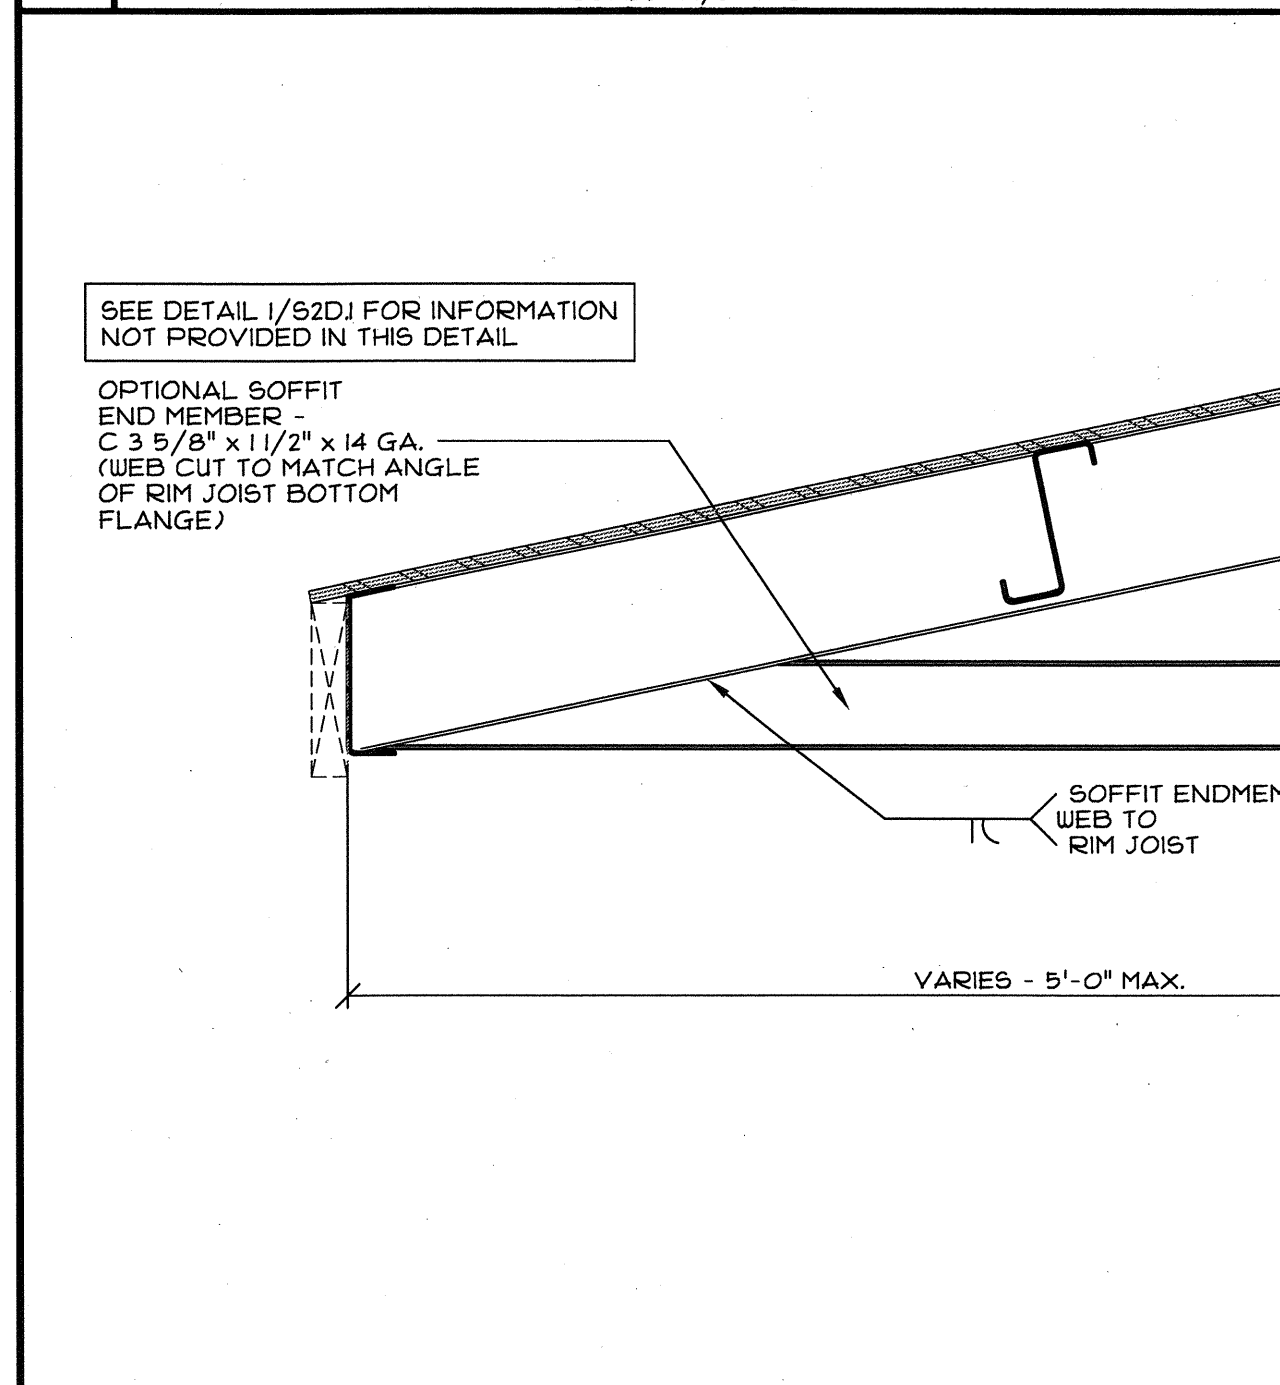 SEE DETAIL 1/S2D.1 FOR INFORMATION
NOT PROVIDED IN THIS DETAIL
OPTIONAL SOFFIT
END MEMBER -
C 3 5/8" x 1 1/2" x 14 GA.
(WEB CUT TO MATCH ANGLE
OF RIM JOIST BOTTOM
FLANGE)
SOFFIT
WEB TO
RIM JOIST
VARIES - 5'-0" MAX.